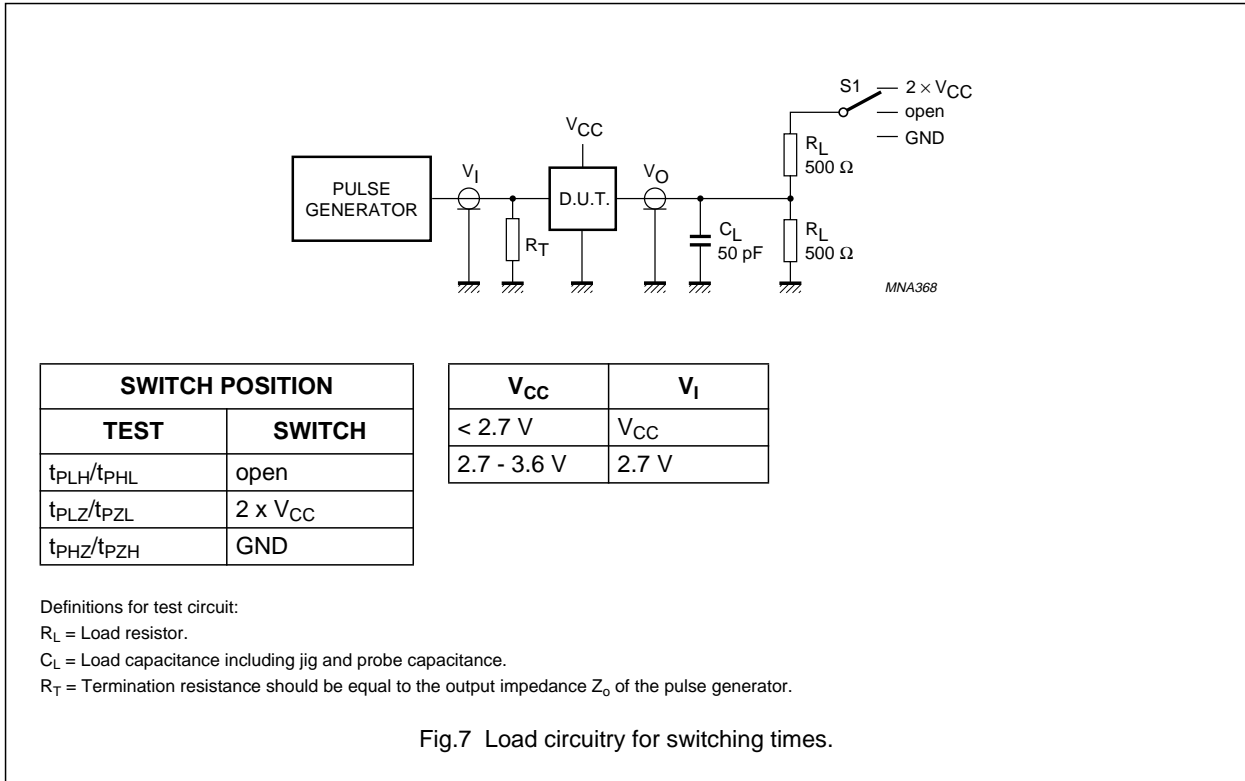 S1
2 × VCC
open
GND
VCC
RL
500 Ω
PULSE
GENERATOR
VI
D.U.T.
VO
RT
CL
50 pF
RL
500 Ω
MNA368
SWITCH POSITION
TEST SWITCH
tPLH/tPHL open
tPLZ/tPZL 2 x VCC
tPHZ/tPZH GND
VCC VI
< 2.7 V VCC
2.7 - 3.6 V 2.7 V
Definitions for test circuit:
RL = Load resistor.
CL = Load capacitance including jig and probe capacitance.
RT = Termination resistance should be equal to the output impedance Zo of the pulse generator.
Fig.7 Load circuitry for switching times.